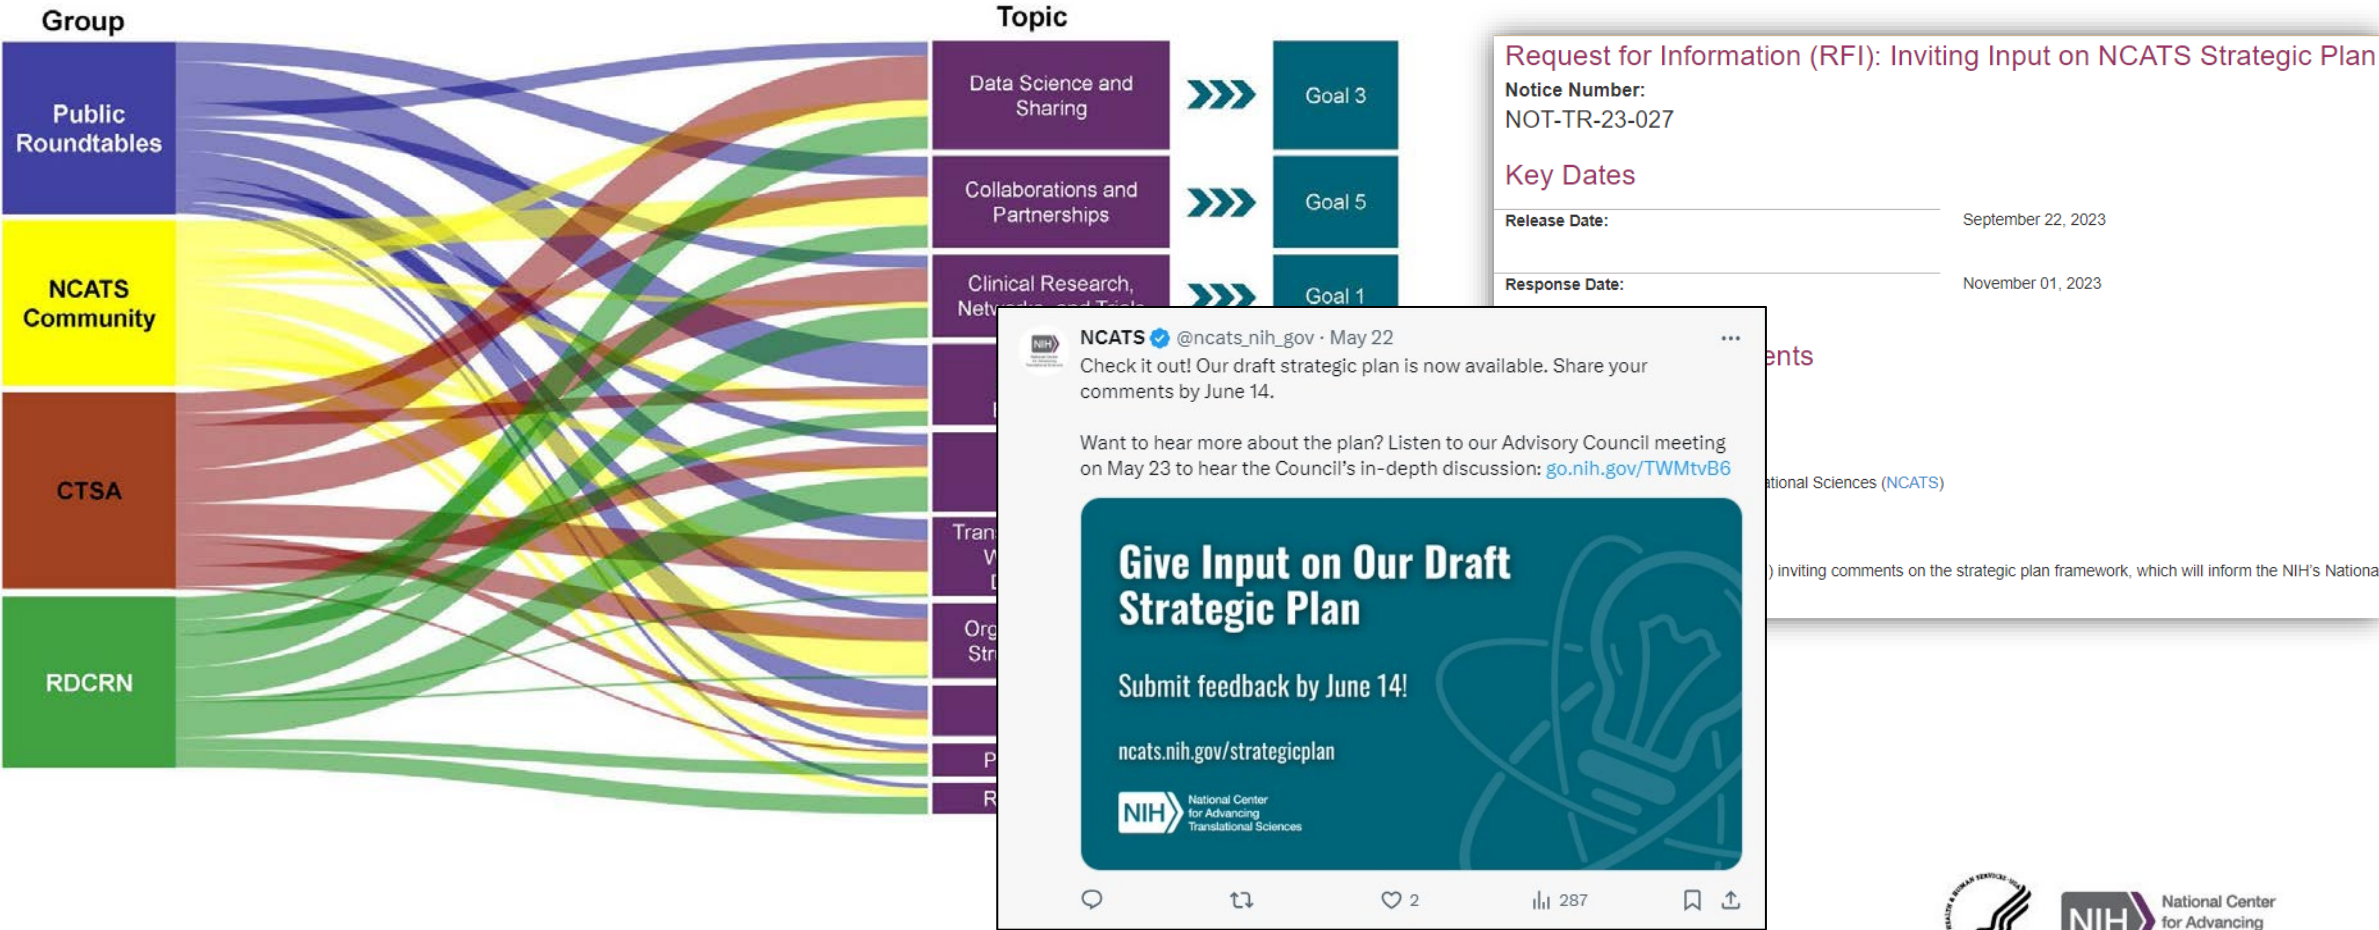 Group
Public
Roundtables
NCATS
Community
CTSA
RDCRN
Topic
Data Science and
Sharing
Goal 3
Collaborations and
Partnerships
Goal 5
Clinical Research,
Goal 1
Request for Information (RFI): Inviting Input on NCATS Strategic Plan
Notice Number:
NOT-TR-23-027
Key Dates
Release Date: September 22, 2023
Response Date: November 01, 2023
ents
ational Sciences (NCATS)
) inviting comments on the strategic plan framework, which will inform the NIH's Nationa
NCATS @ncats_nih_gov · May 22
Check it out! Our draft strategic plan is now available. Share your
comments by June 14.
Want to hear more about the plan? Listen to our Advisory Council meeting
on May 23 to hear the Council's in-depth discussion: go.nih.gov/TWMtvB6
Give Input on Our Draft
Strategic Plan
Submit feedback by June 14!
ncats.nih.gov/strategicplan
NIH
National Center
for Advancing
Translational Sciences
2
287
NIH
National Center
for Advancing